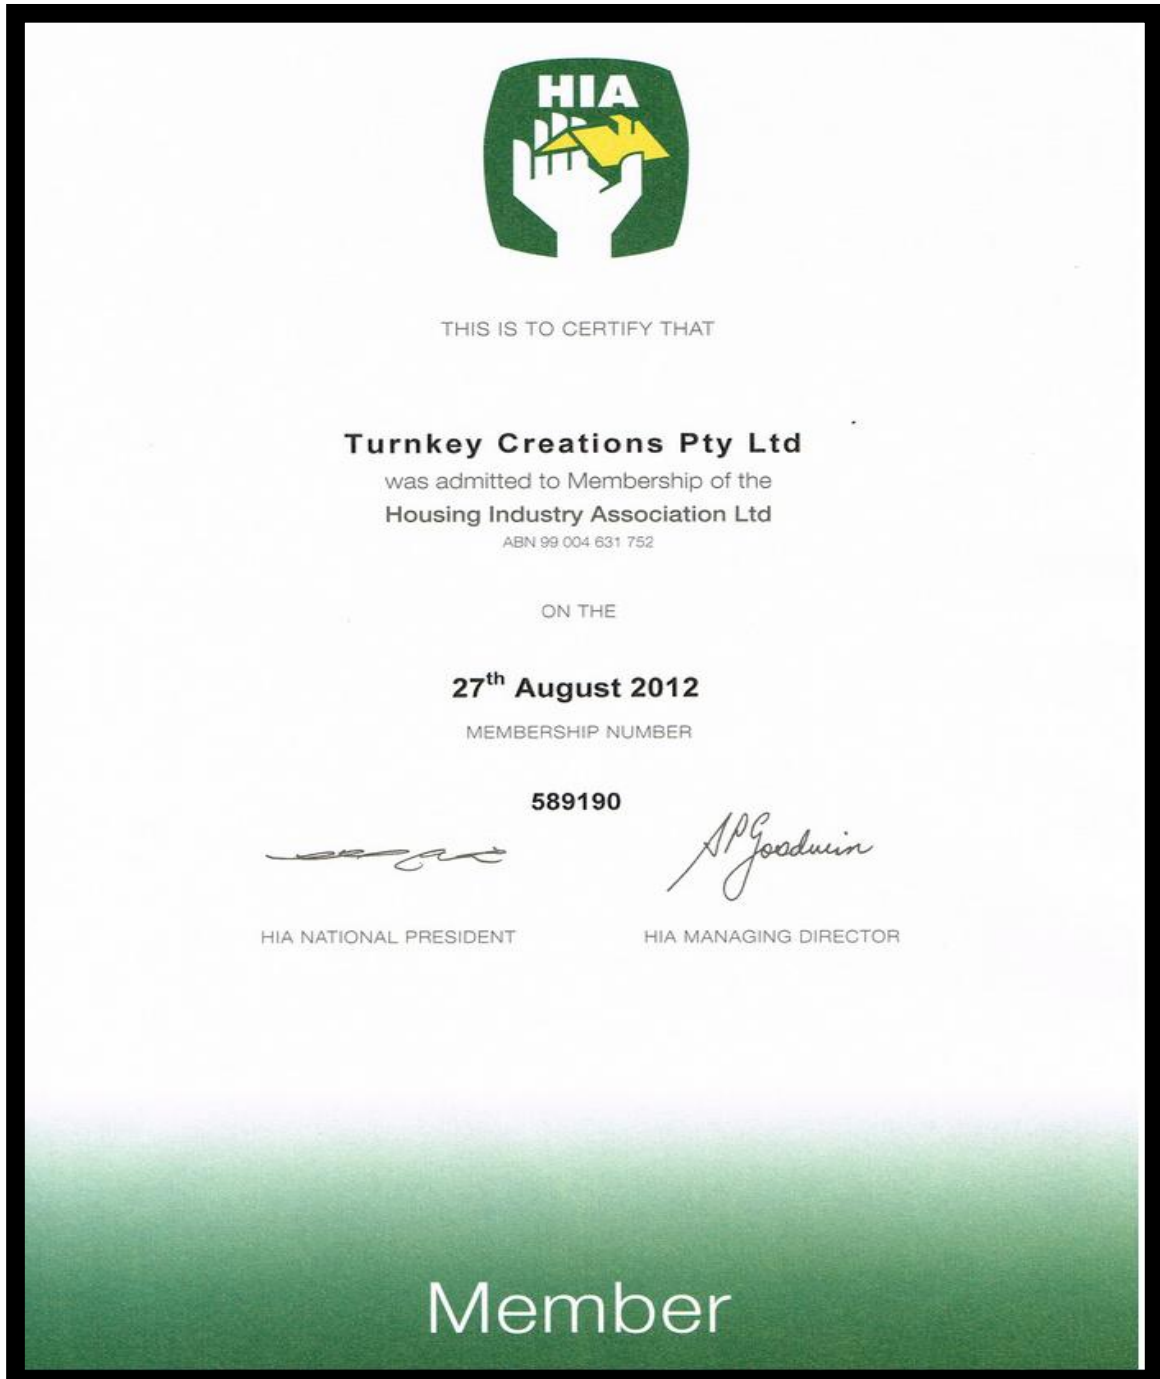 HIA
THIS IS TO CERTIFY THAT
Turnkey Creations Pty Ltd
was admitted to Membership of the
Housing Industry Association Ltd
ABN 99 004 631 752
ON THE
27th August 2012
MEMBERSHIP NUMBER
589190
SPGoodwin
HIA NATIONAL PRESIDENT HIA MANAGING DIRECTOR
Member